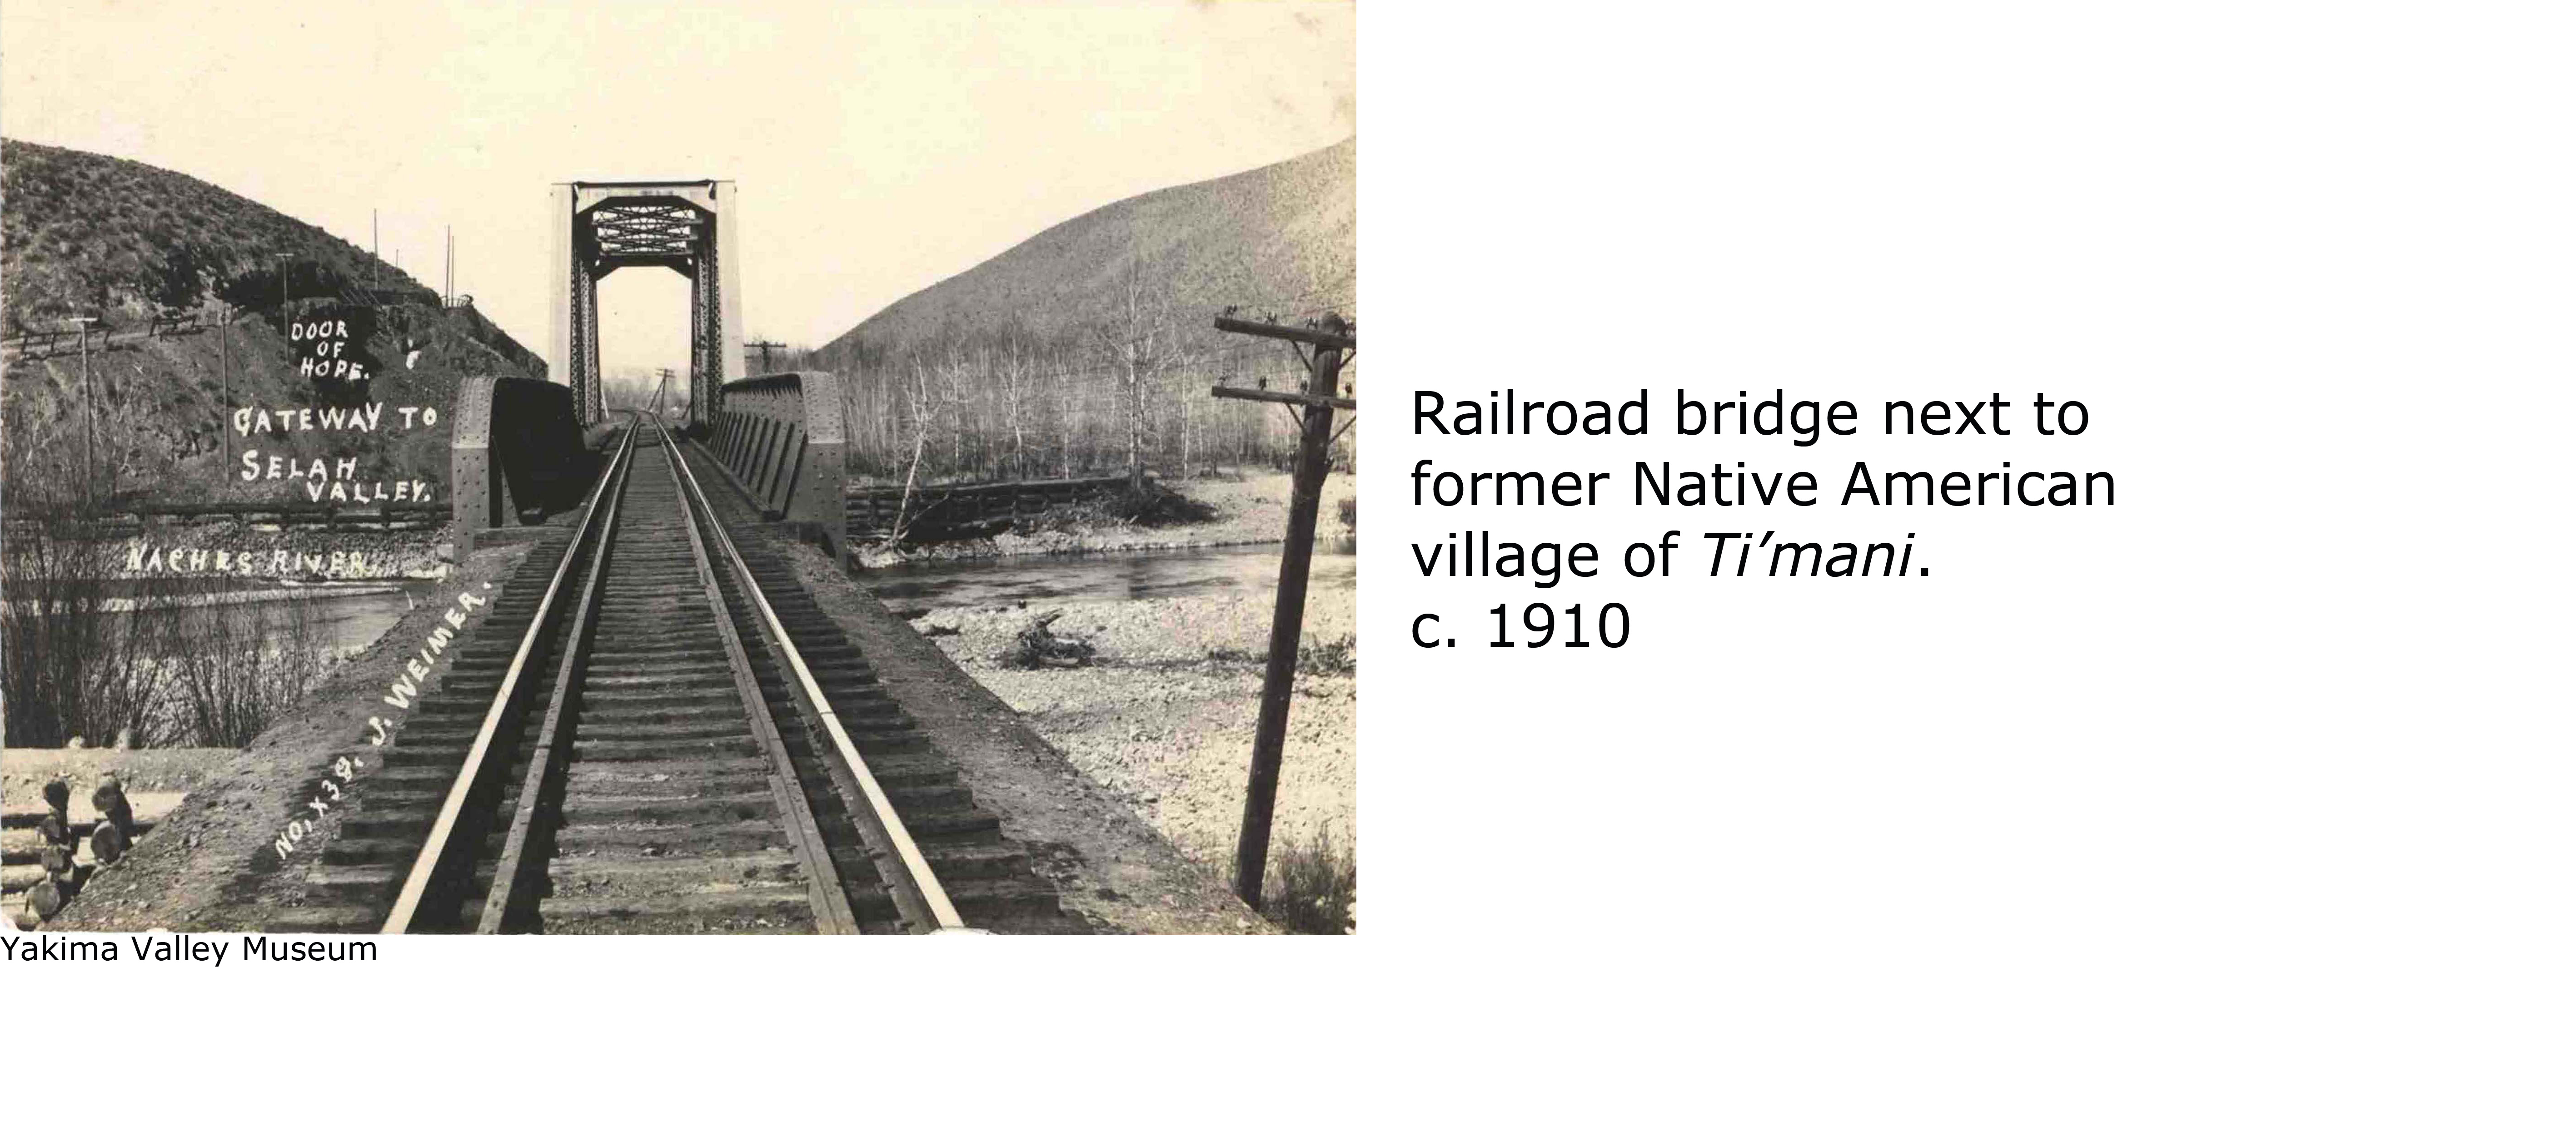 DOOR
OF
HOPE.
GATEWAY TO
SELAH
VALLEY.
NACHES RIVER.
NO, X39. J. WEIMER.
Yakima Valley Museum
Railroad bridge next to
former Native American
village of Ti’mani.
c. 1910